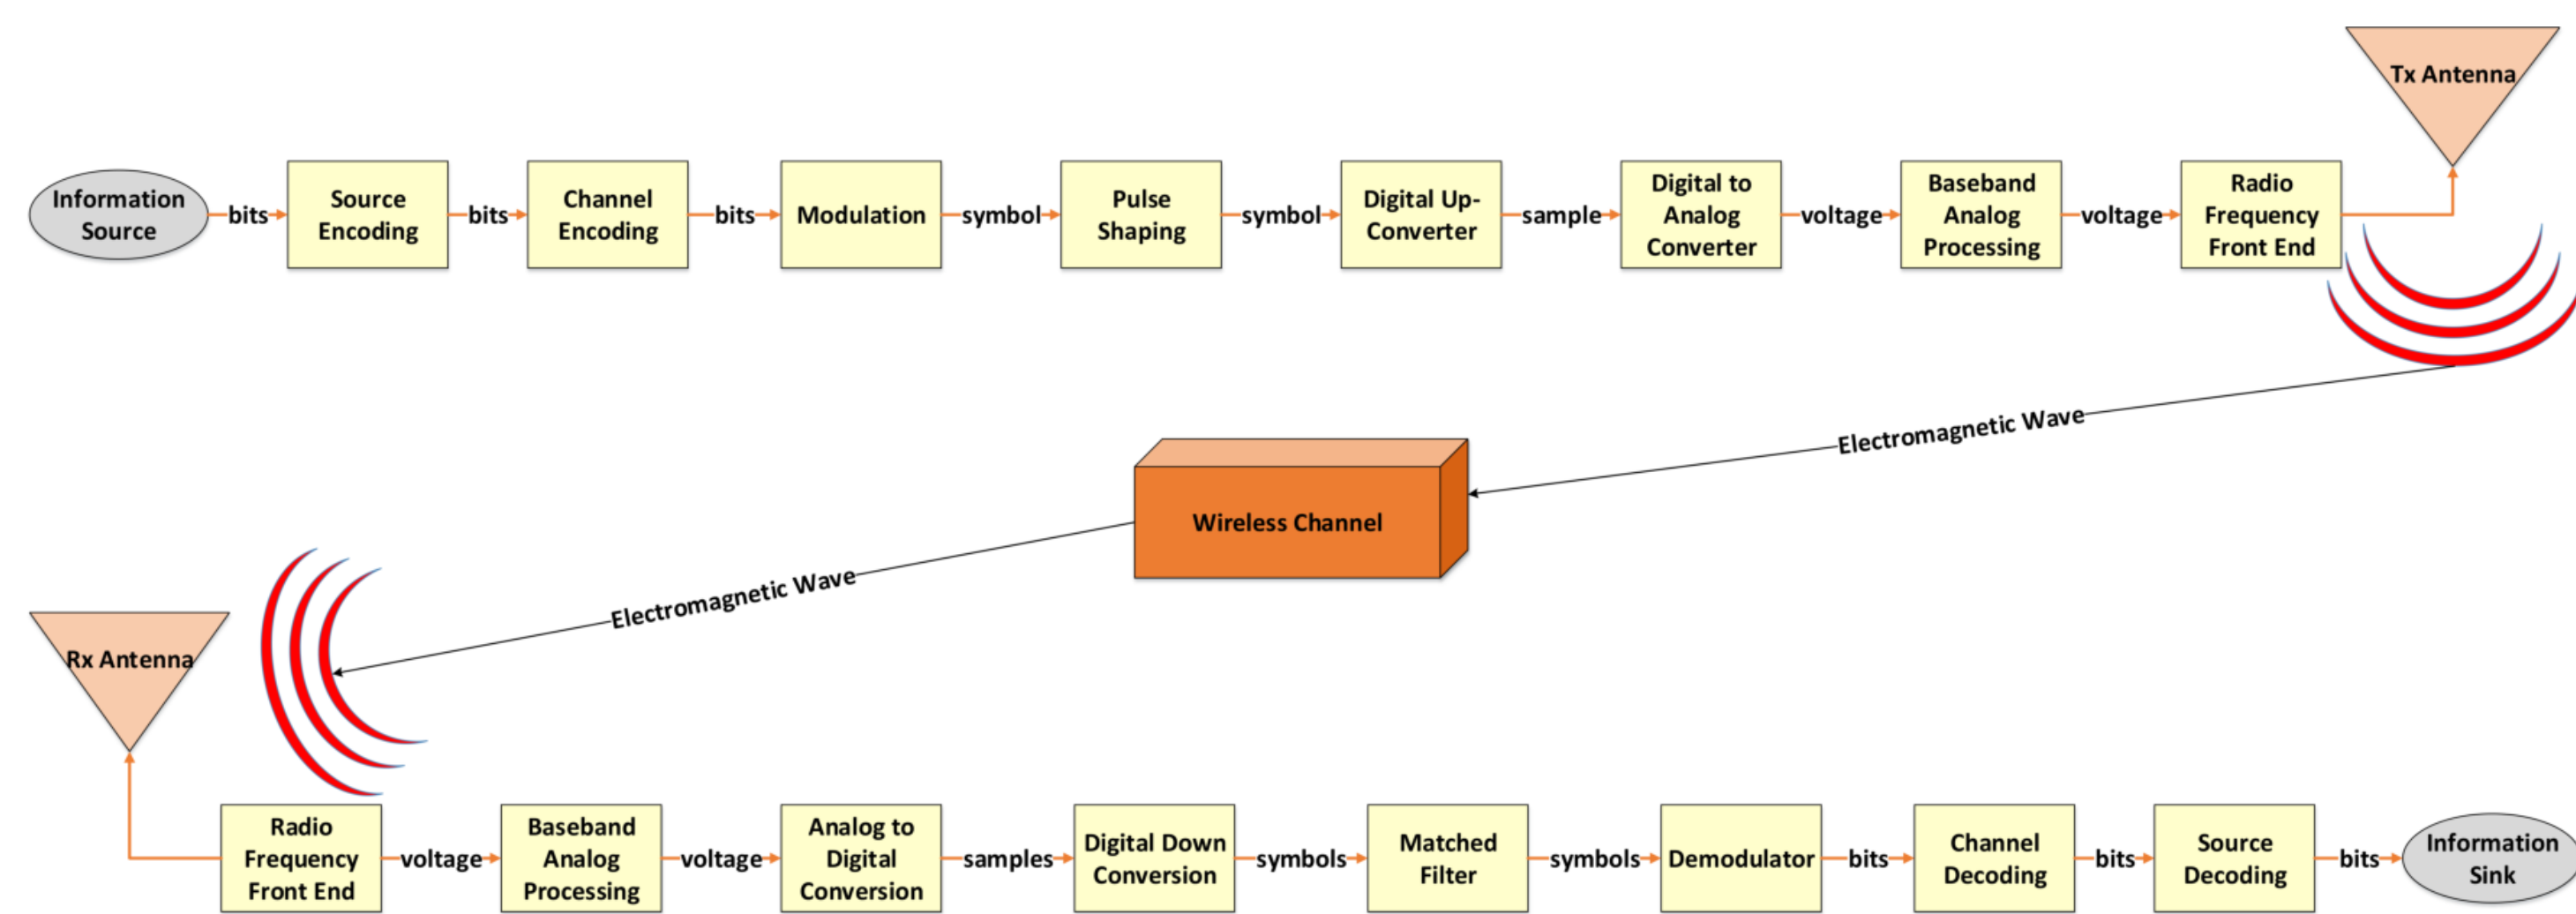 Tx Antenna
Information
Source
bits
Source
Encoding
bits
Channel
Encoding
bits
Modulation
symbol
Pulse
Shaping
symbol
Digital Up-
Converter
sample
Digital to
Analog
Converter
voltage
Baseband
Analog
Processing
voltage
Radio
Frequency
Front End
Electromagnetic Wave
Wireless Channel
Electromagnetic Wave
Rx Antenna
Radio
Frequency
Front End
voltage
Baseband
Analog
Processing
voltage
Analog to
Digital
Conversion
samples
Digital Down
Conversion
symbols
Matched
Filter
symbols
Demodulator
bits
Channel
Decoding
bits
Source
Decoding
bits
Information
Sink